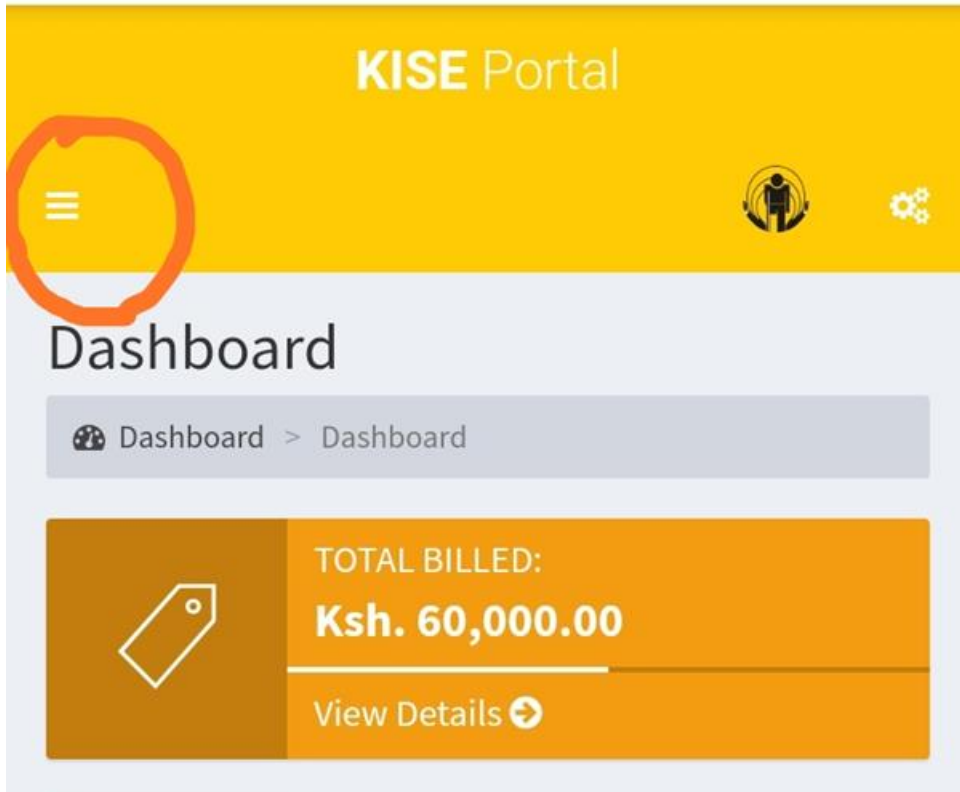 KISE Portal
Dashboard
Dashboard > Dashboard
TOTAL BILLED:
Ksh. 60,000.00
View Details